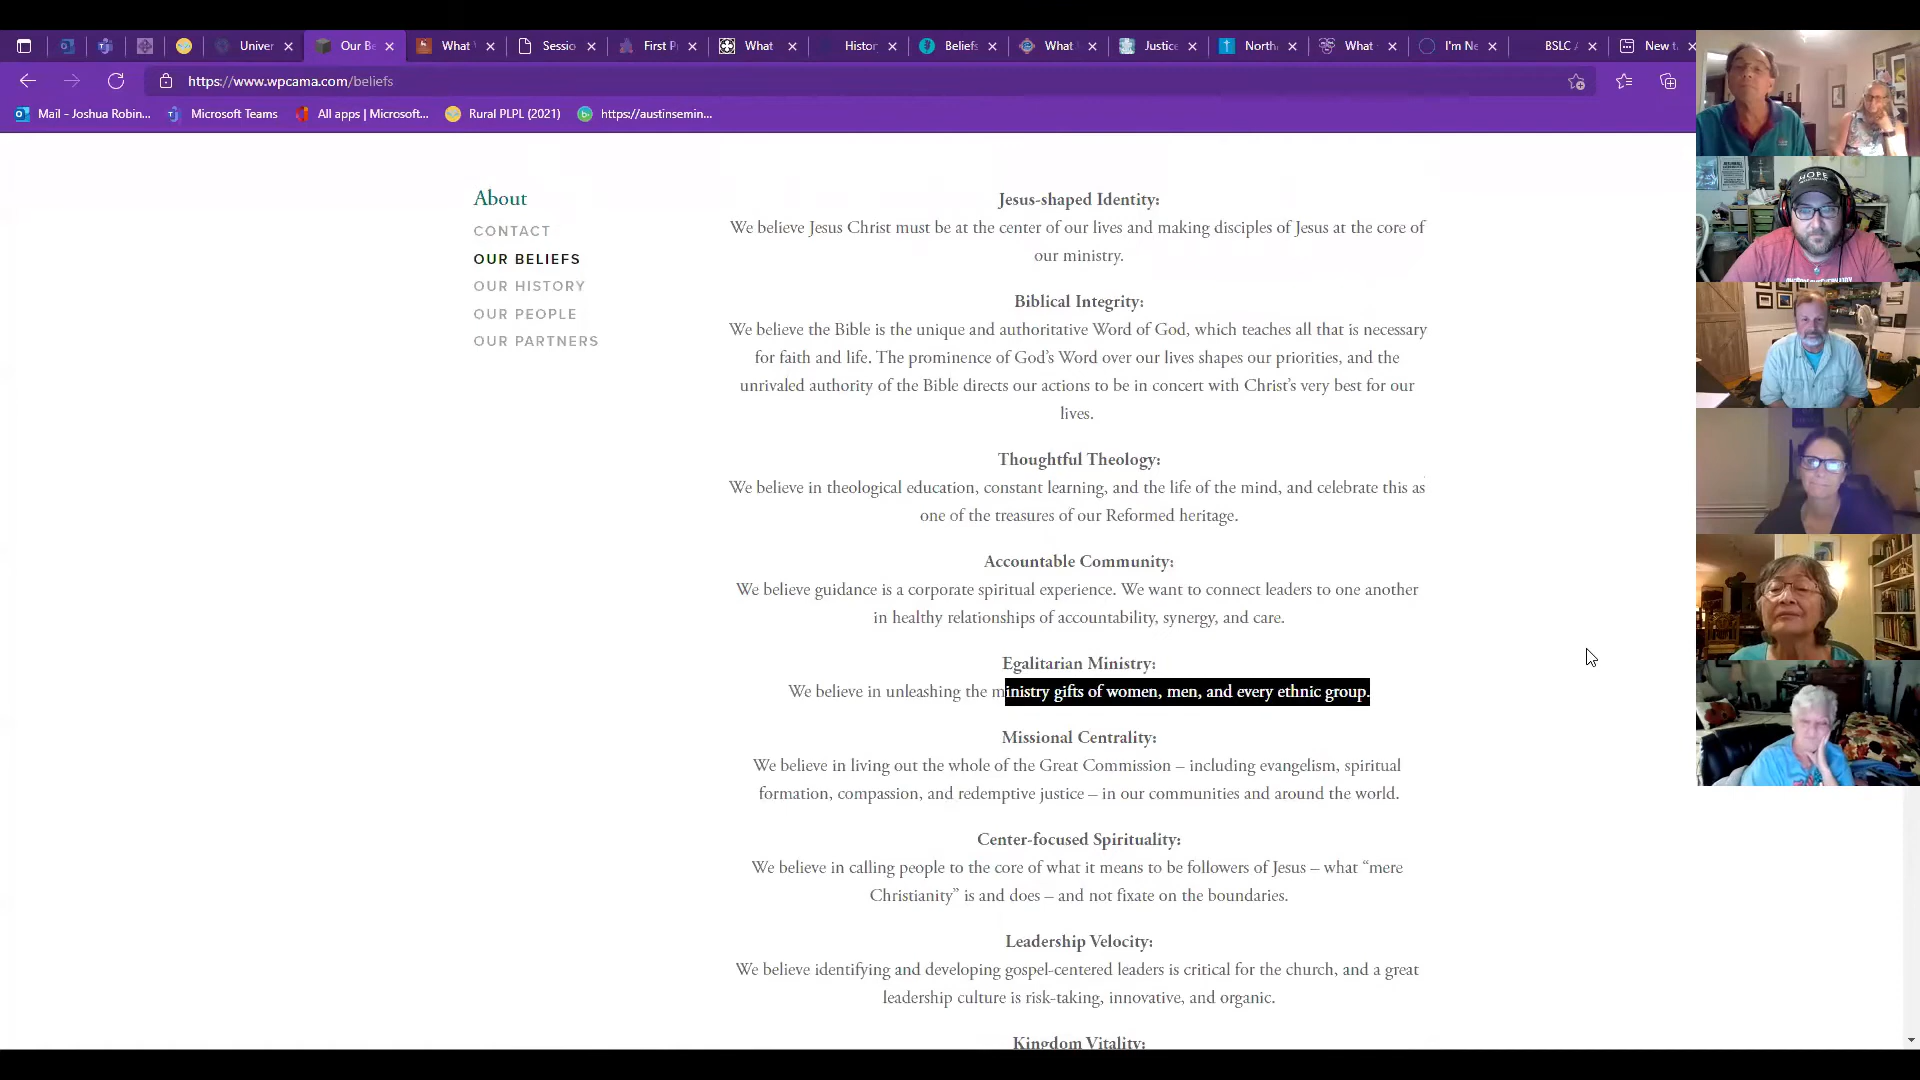 Univer
Our Be
What
Sessio
First P
What
Histor
Beliefs
What
Justice
North
What
I'm Ne
BSLC
New t
https://www.wpcama.com/beliefs
Mail - Joshua Robin...
Microsoft Teams
All apps | Microsoft...
Rural PLPL (2021)
https://austinsemin...
About
CONTACT
OUR BELIEFS
OUR HISTORY
OUR PEOPLE
OUR PARTNERS
Jesus-shaped Identity:
We believe Jesus Christ must be at the center of our lives and making disciples of Jesus at the core of
our ministry.
Biblical Integrity:
We believe the Bible is the unique and authoritative Word of God, which teaches all that is necessary
for faith and life. The prominence of God’s Word over our lives shapes our priorities, and the
unrivaled authority of the Bible directs our actions to be in concert with Christ’s very best for our
lives.
Thoughtful Theology:
We believe in theological education, constant learning, and the life of the mind, and celebrate this as
one of the treasures of our Reformed heritage.
Accountable Community:
We believe guidance is a corporate spiritual experience. We want to connect leaders to one another
in healthy relationships of accountability, synergy, and care.
Egalitarian Ministry:
We believe in unleashing the ministry gifts of women, men, and every ethnic group.
Missional Centrality:
We believe in living out the whole of the Great Commission – including evangelism, spiritual
formation, compassion, and redemptive justice – in our communities and around the world.
Center-focused Spirituality:
We believe in calling people to the core of what it means to be followers of Jesus – what “mere
Christianity” is and does – and not fixate on the boundaries.
Leadership Velocity:
We believe identifying and developing gospel-centered leaders is critical for the church, and a great
leadership culture is risk-taking, innovative, and organic.
Kingdom Vitality:
HOPE